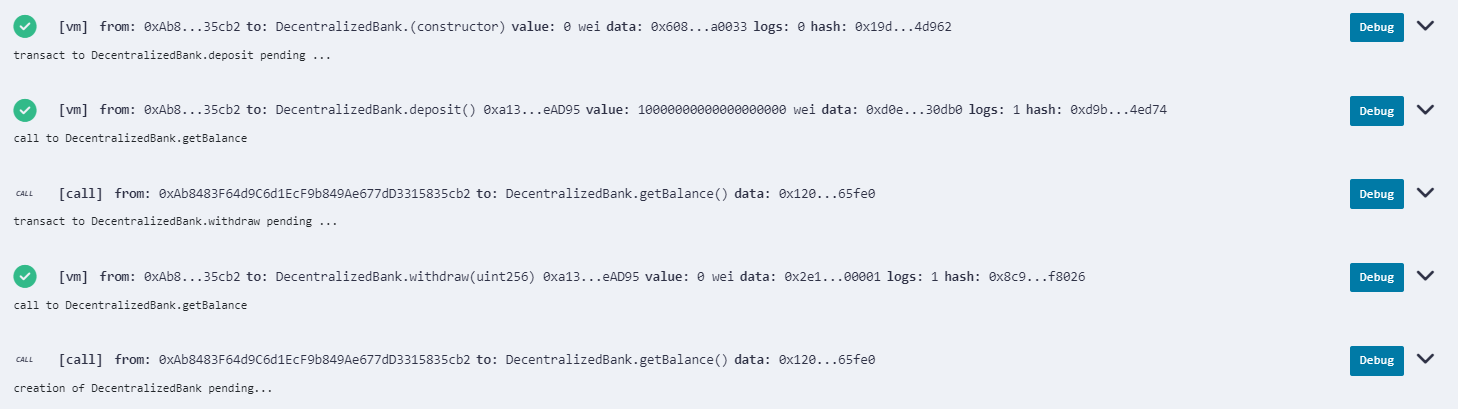 [vm] from: 0xAb8...35cb2 to: DecentralizedBank.(constructor) value: 0 wei data: 0x608...a0033 logs: 0 hash: 0x19d...4d962 Debug
transact to DecentralizedBank.deposit pending ...
[vm] from: 0xAb8...35cb2 to: DecentralizedBank.deposit() 0xa13...eAD95 value: 10000000000000000000 wei data: 0xd0e...30db0 logs: 1 hash: 0xd9b...4ed74 Debug
call to DecentralizedBank.getBalance
CALL [call] from: 0xAb8483F64d9C6d1EcF9b849Ae677dD3315835cb2 to: DecentralizedBank.getBalance() data: 0x120...65fe0 Debug
transact to DecentralizedBank.withdraw pending ...
[vm] from: 0xAb8...35cb2 to: DecentralizedBank.withdraw(uint256) 0xa13...eAD95 value: 0 wei data: 0x2e1...00001 logs: 1 hash: 0x8c9...f8026 Debug
call to DecentralizedBank.getBalance
CALL [call] from: 0xAb8483F64d9C6d1EcF9b849Ae677dD3315835cb2 to: DecentralizedBank.getBalance() data: 0x120...65fe0 Debug
creation of DecentralizedBank pending...